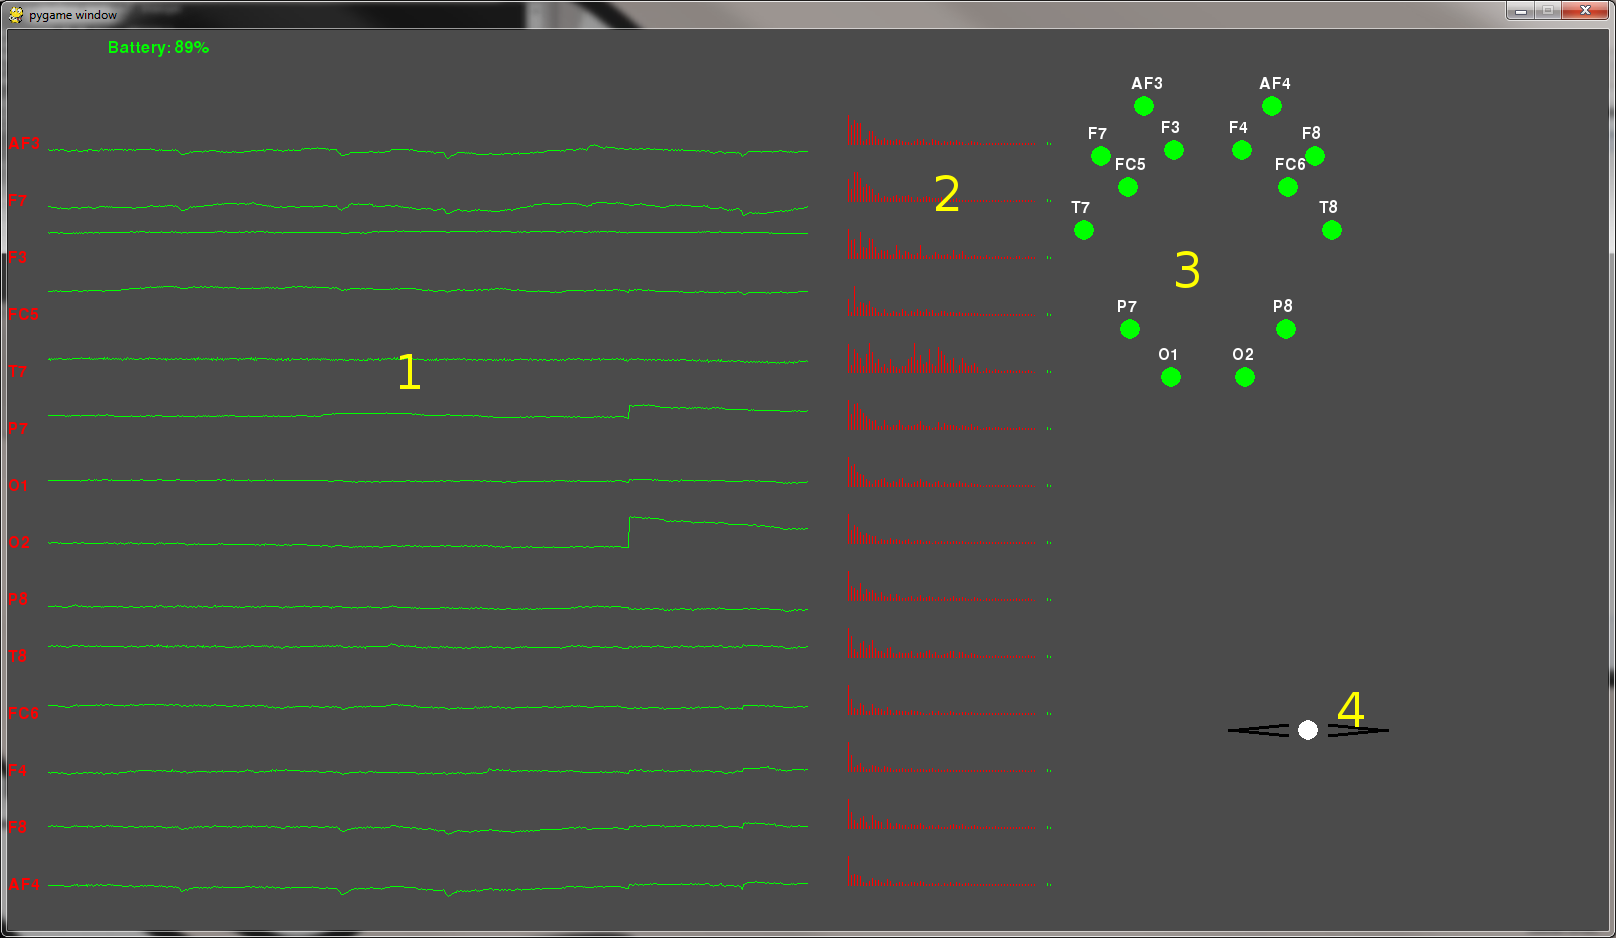 pygame window
Battery: 89%
AF3
F7
F3
FC5
T7
P7
O1
O2
P8
T8
FC6
F4
F8
AF4
1
2
AF3 AF4
F7 F3 F4 F8
FC5 FC6
T7 T8
3
P7 P8
O1 O2
4